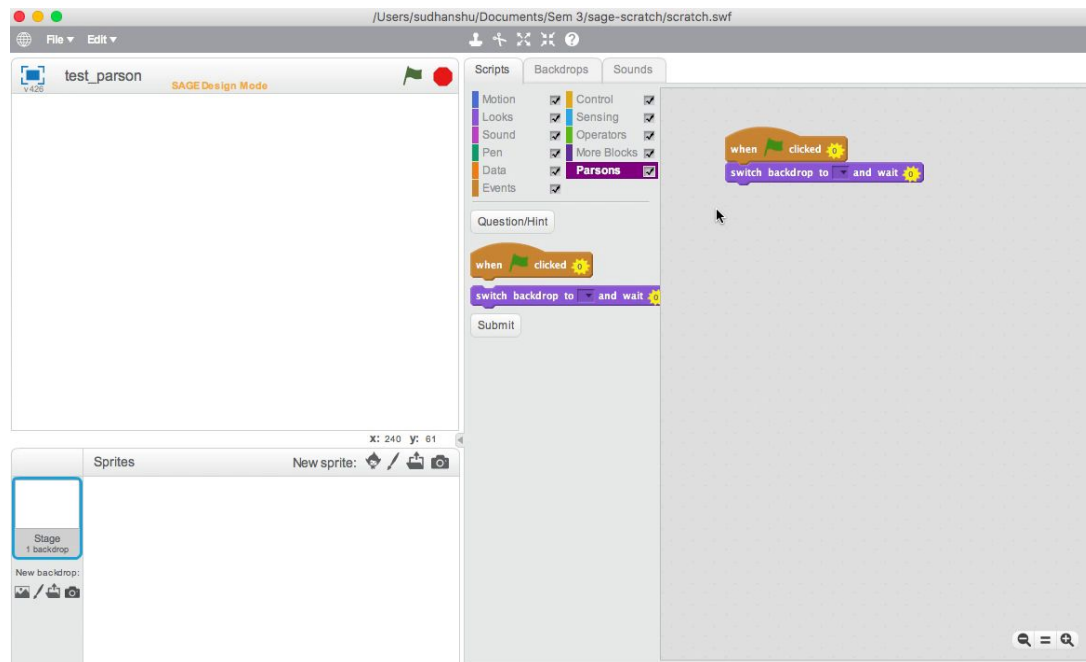 /Users/sudhanshu/Documents/Sem 3/sage-scratch/scratch.swf
File Edit
v426
test_parson
SAGE Design Mode
Scripts Backdrops Sounds
Motion Control
Looks Sensing
Sound Operators
Pen More Blocks
Data Parsons
Events
Question/Hint
when clicked 0
switch backdrop to and wait 0
Submit
when clicked 0
switch backdrop to and wait 0
x: 240 y: 61
Sprites New sprite:
Stage
1 backdrop
New backdrop: